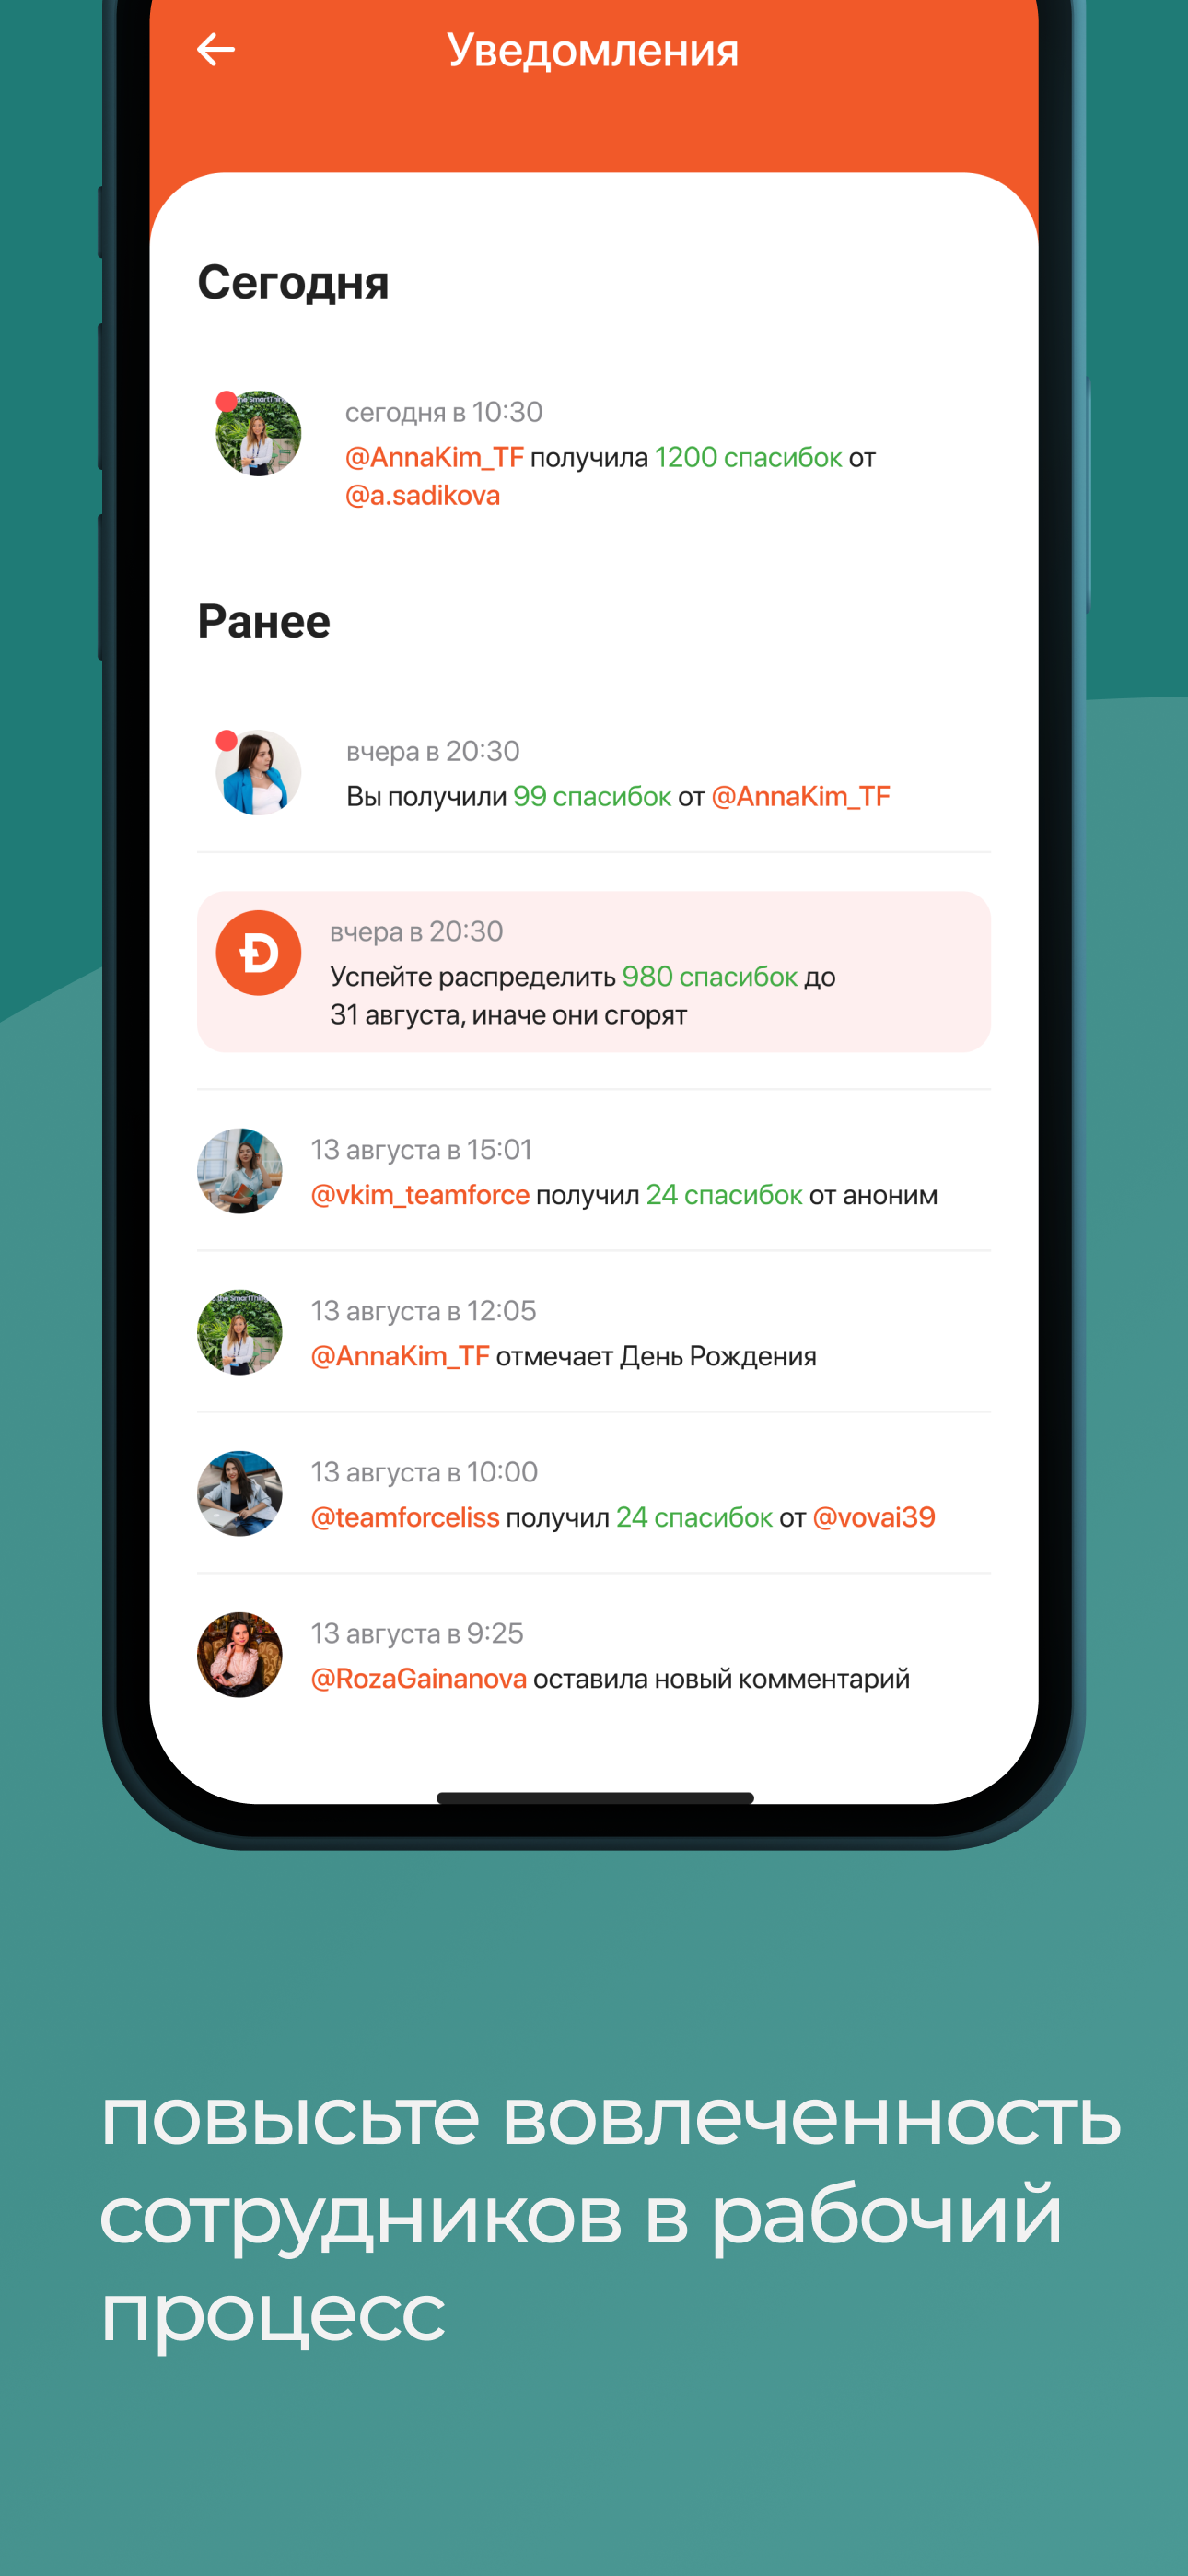 Уведомления
Сегодня
сегодня в 10:30
@AnnaKim_TF получила 1200 спасибок от
@a.sadikova
Ранее
вчера в 20:30
Вы получили 99 спасибок от @AnnaKim_TF
вчера в 20:30
Успейте распределить 980 спасибок до
31 августа, иначе они сгорят
13 августа в 15:01
@vkim_teamforce получил 24 спасибок от аноним
13 августа в 12:05
@AnnaKim_TF отмечает День Рождения
13 августа в 10:00
@teamforceliss получил 24 спасибок от @vovai39
13 августа в 9:25
@RozaGainanova оставила новый комментарий
повысьте вовлеченность
сотрудников в рабочий
процесс